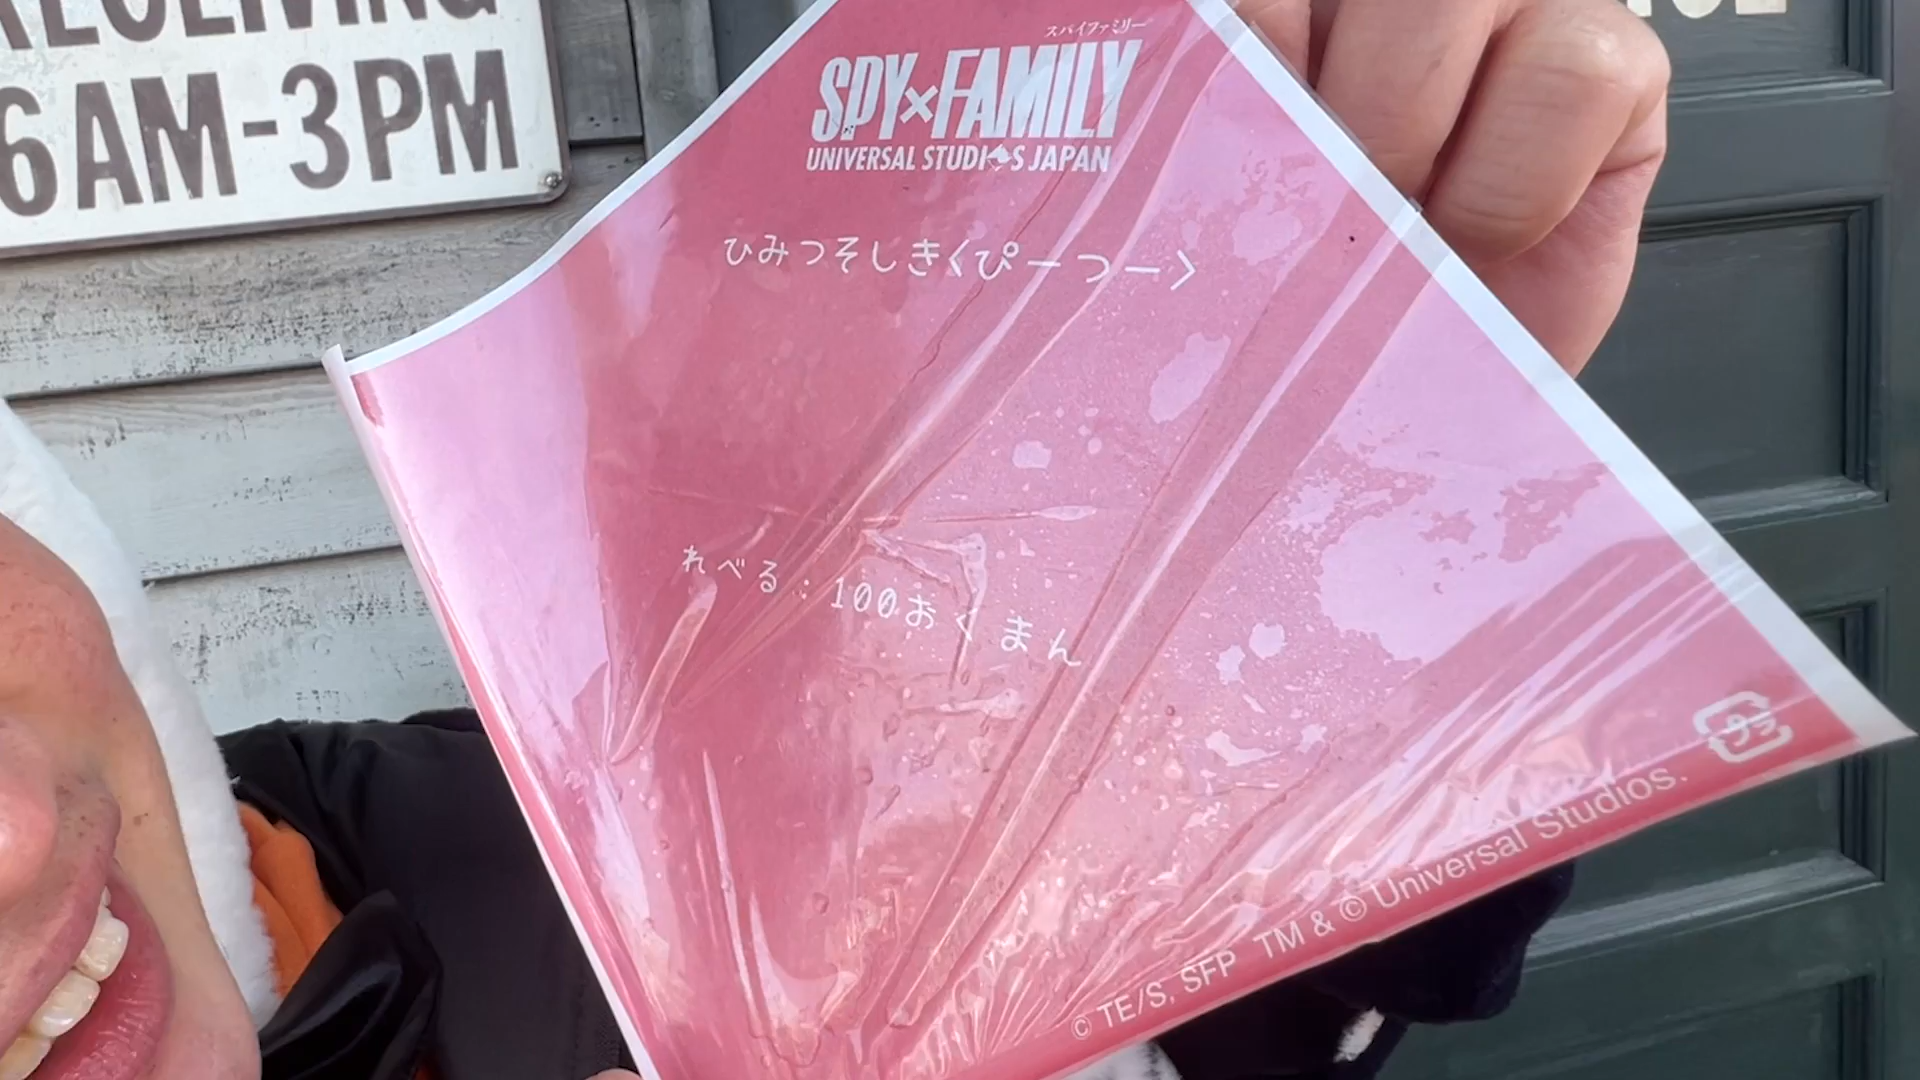 RECEIVING
6AM-3PM
スパイファミリー
SPY×FAMILY
UNIVERSAL STUDIOS JAPAN
ひみつそしき<ぴーつー>
れべる:100おくまん
プラ
© TE/S, SFP TM & © Universal Studios.